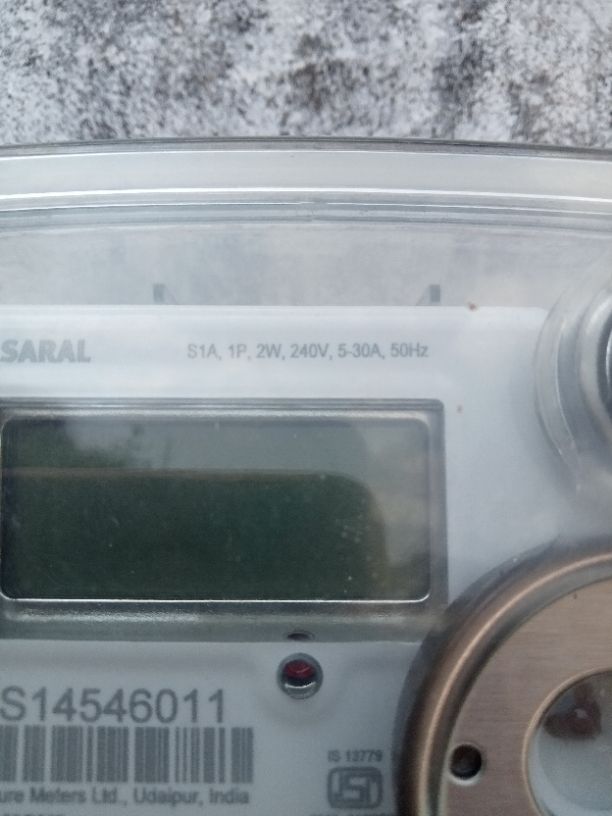 SARAL
S1A, 1P, 2W, 240V, 5-30A, 50Hz
S14546011
IS 13779
ure Meters Ltd., Udaipur, India